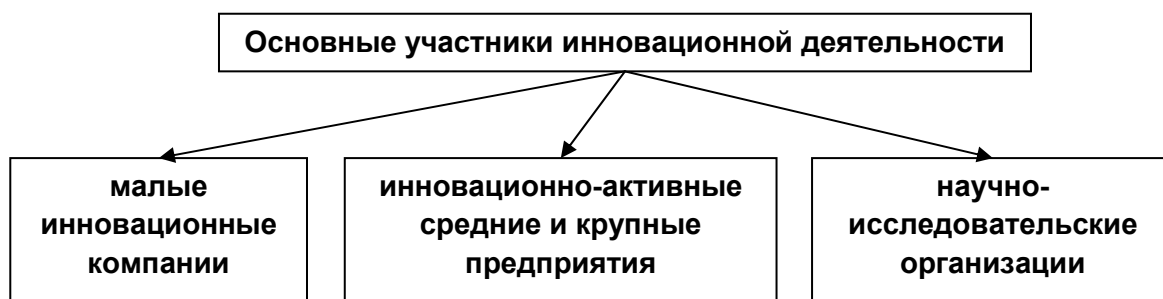 Основные участники инновационной деятельности
малые
инновационные
компании
инновационно-активные
средние и крупные
предприятия
научно-
исследовательские
организации